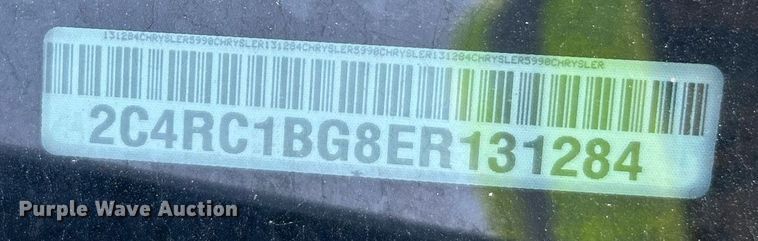 131284CHRYSLER5990CHRYSLER131284CHRYSLER5990CHRYSLER131284CHRYSLER5990CHRYSLER
2C4RC1BG8ER131284
Purple Wave Auction